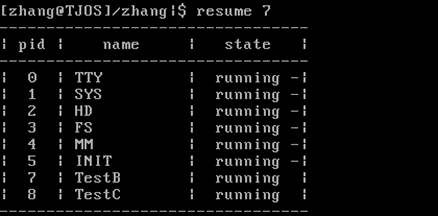 [zhang@TJOS]/zhang|$ resume 7
---------------------------------
| pid |    name     |   state   |
---------------------------------
|  0  | TTY         |  running -|
|  1  | SYS         |  running -|
|  2  | HD          |  running -|
|  3  | FS          |  running -|
|  4  | MM          |  running -|
|  5  | INIT        |  running -|
|  7  | TestB       |  running  |
|  8  | TestC       |  running  |
---------------------------------